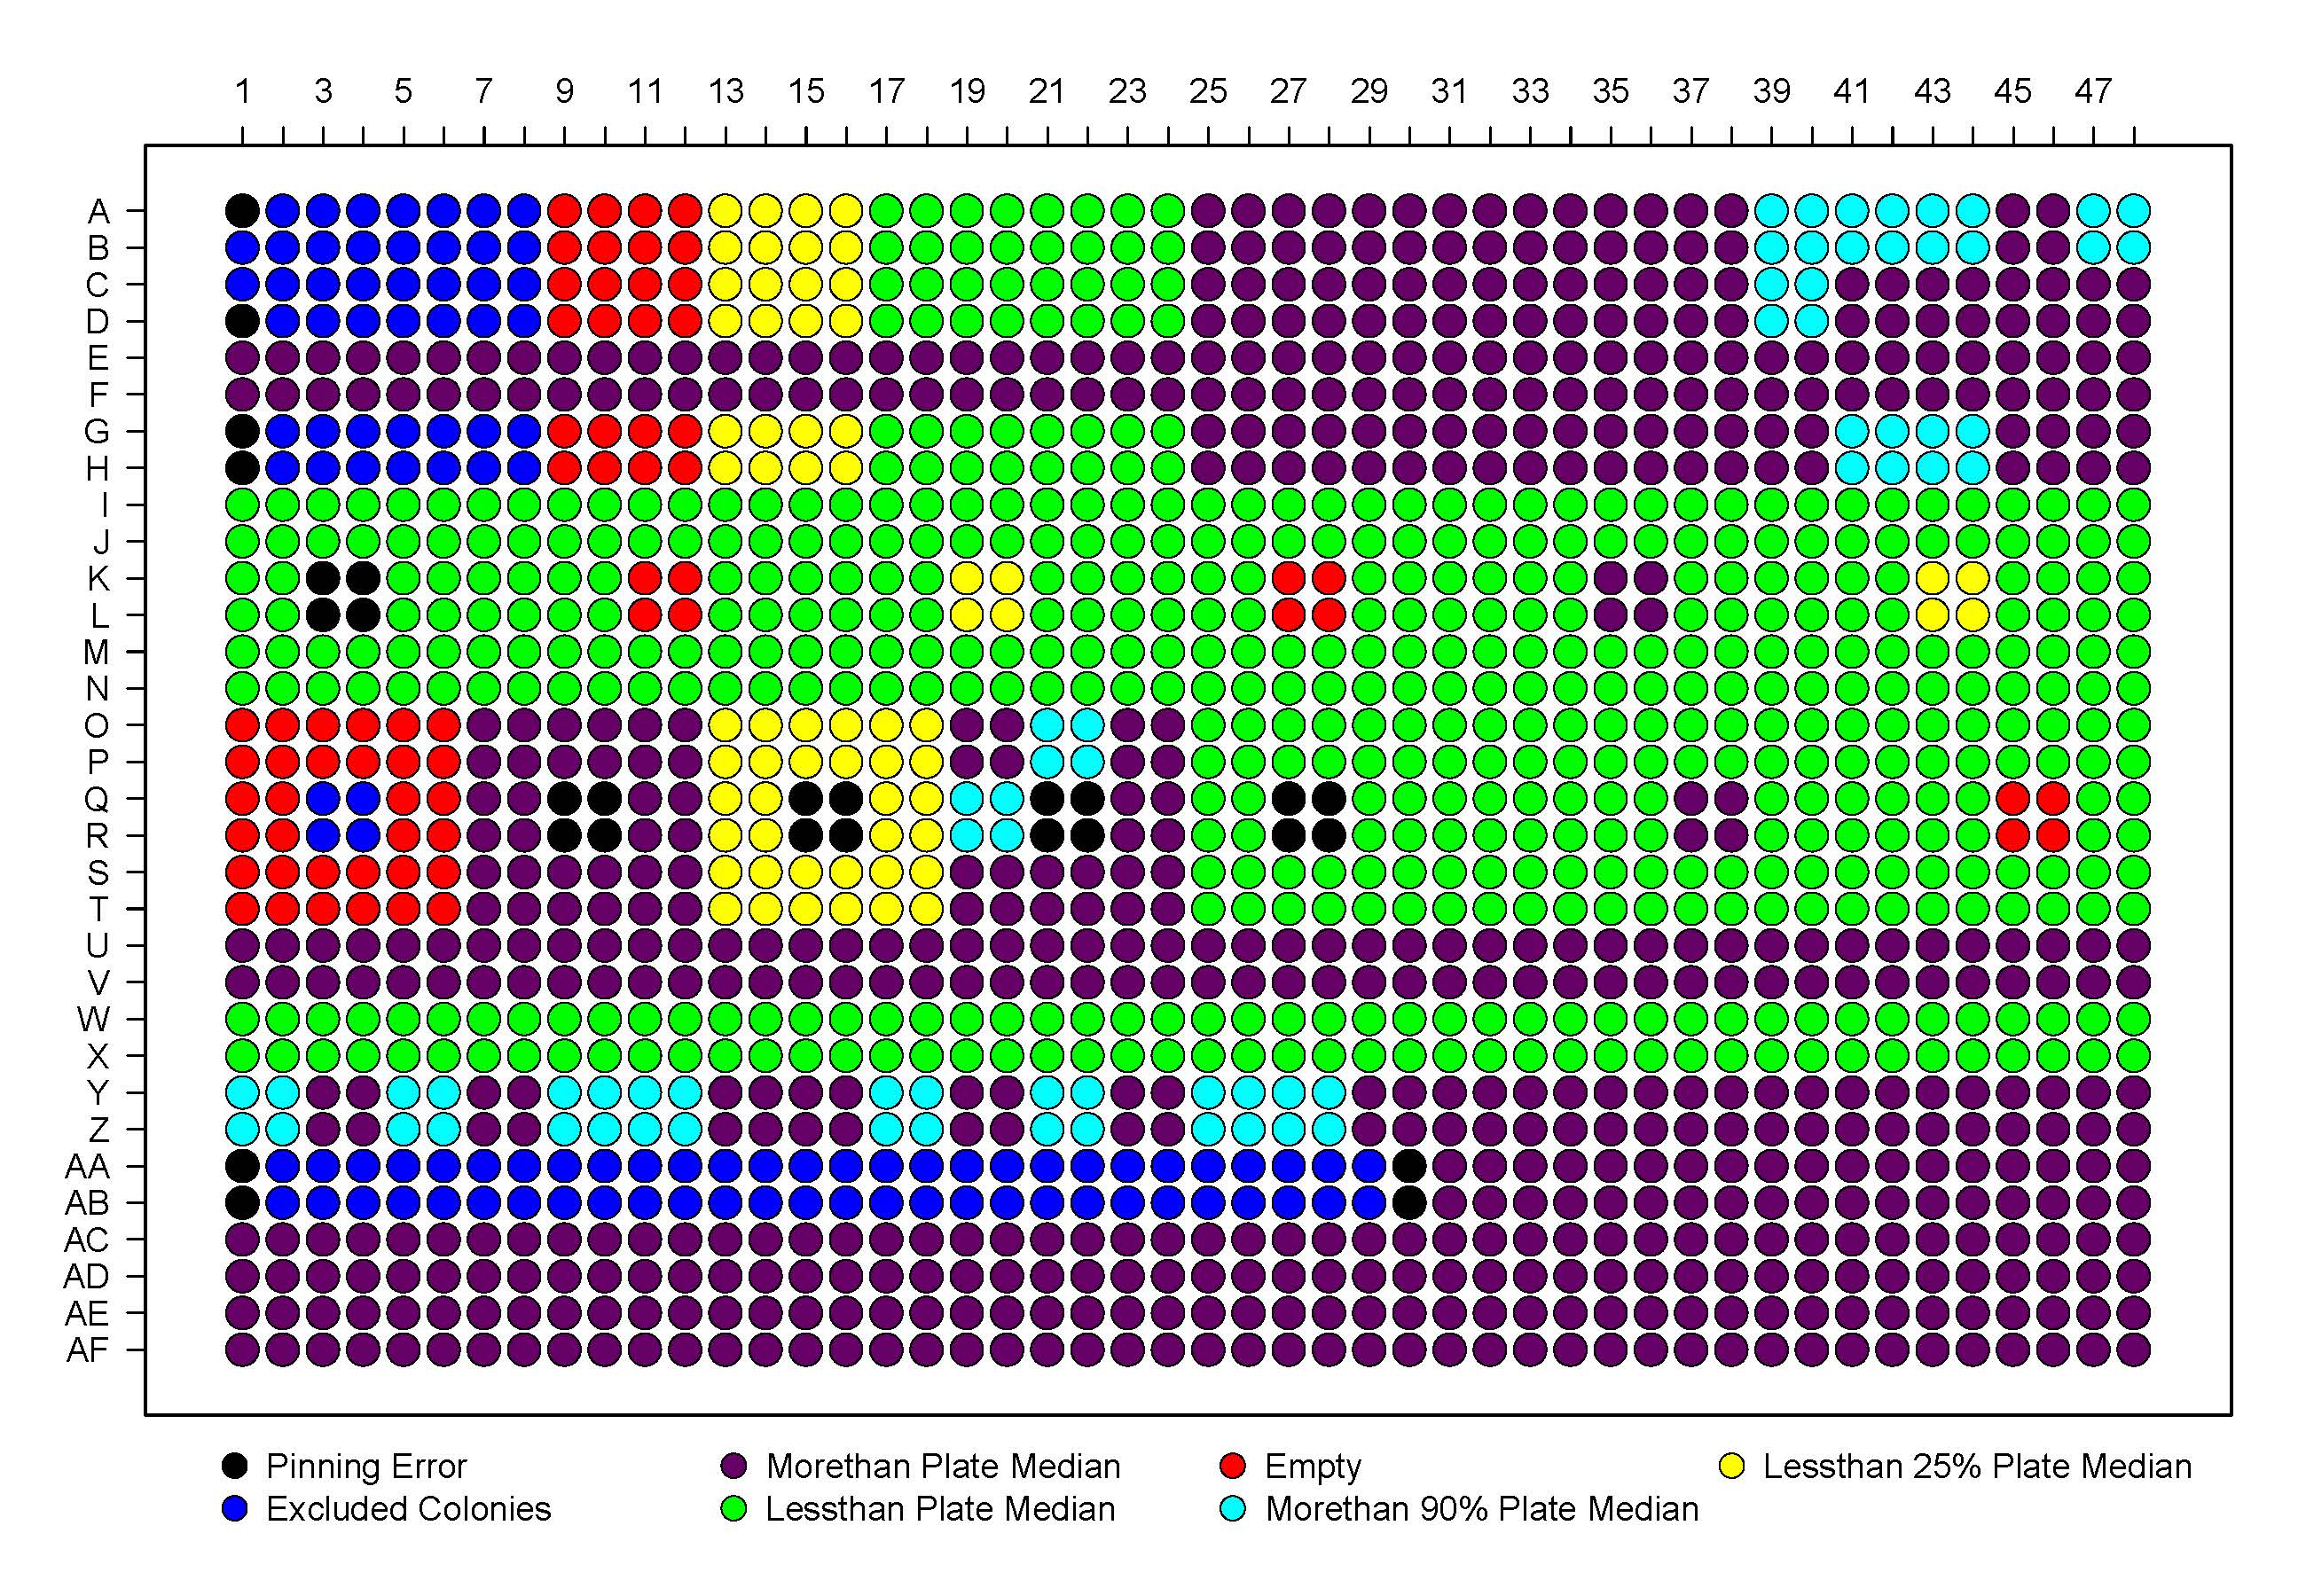 1 3 5 7 9 11 13 15 17 19 21 23 25 27 29 31 33 35 37 39 41 43 45 47
A
B
C
D
E
F
G
H
I
J
K
L
M
N
O
P
Q
R
S
T
U
V
W
X
Y
Z
AA
AB
AC
AD
AE
AF
Pinning Error Morethan Plate Median Empty Lessthan 25% Plate Median
Excluded Colonies Lessthan Plate Median Morethan 90% Plate Median